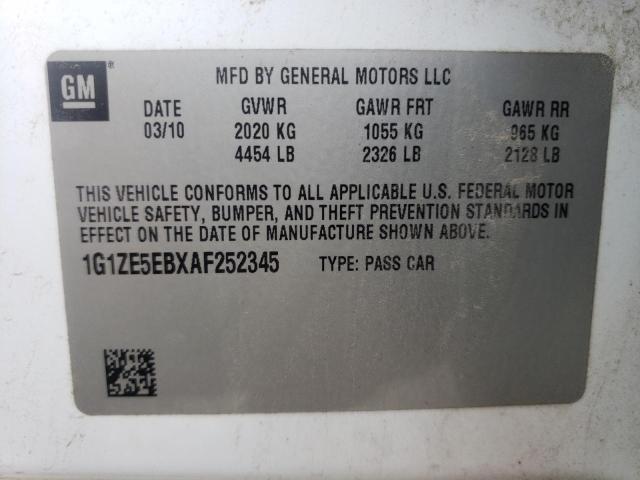 GM ®
MFD BY GENERAL MOTORS LLC
DATE GVWR GAWR FRT GAWR RR
03/10 2020 KG 1055 KG 965 KG
4454 LB 2326 LB 2128 LB
THIS VEHICLE CONFORMS TO ALL APPLICABLE U.S. FEDERAL MOTOR
VEHICLE SAFETY, BUMPER, AND THEFT PREVENTION STANDARDS IN
EFFECT ON THE DATE OF MANUFACTURE SHOWN ABOVE.
1G1ZE5EBXAF252345 TYPE: PASS CAR